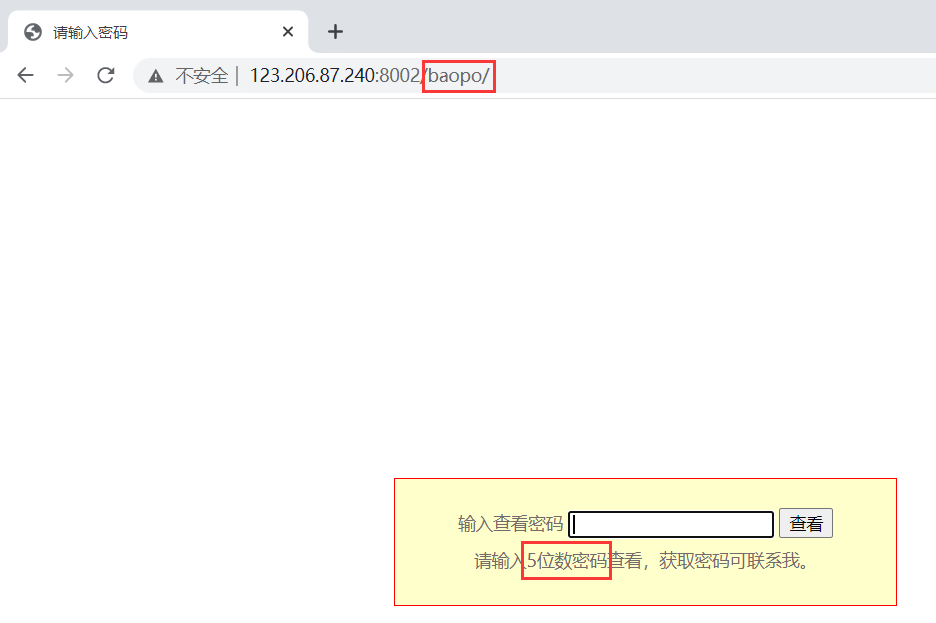 请输入密码
不安全 | 123.206.87.240:8002/baopo/
输入查看密码 查看
请输入5位数密码查看，获取密码可联系我。